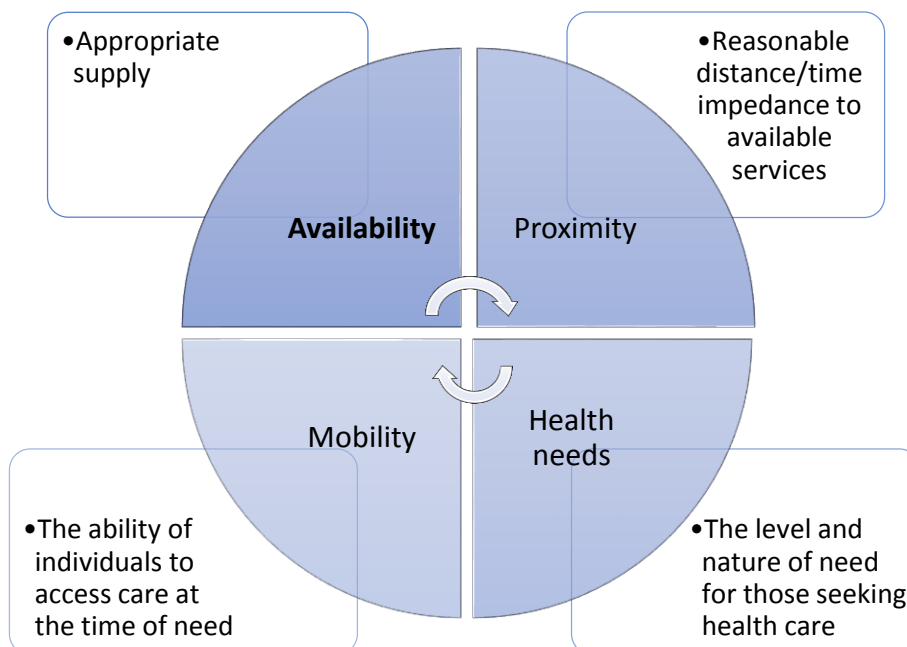 •Appropriate
supply
•Reasonable
distance/time
impedance to
available
services
Availability
Proximity
Mobility
Health
needs
•The ability of
individuals to
access care at
the time of need
•The level and
nature of need
for those seeking
health care